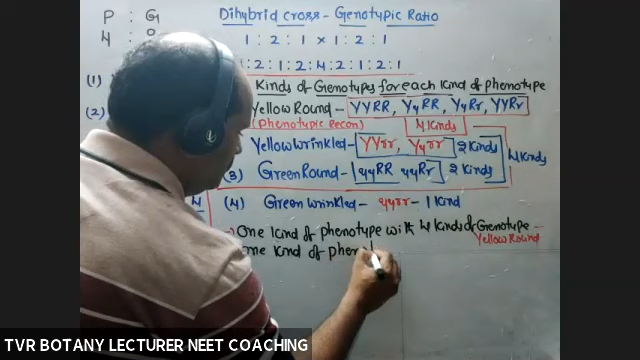 P : G Dihybrid cross - Genotypic Ratio
4 : 9 1 : 2 : 1 x 1 : 2 : 1
1:2:1:2:4:2:1:2:1
(1) Kinds of Genotypes for each kind of phenotype
(2) Yellow Round - YYRR, YyRR, YyRr, YYRr
(Phenotypic Recon) 4 Kinds
Yellow wrinkled - YYrr, Yyrr 2 Kinds
4 Kinds
(3) Green Round - yyRR yyRr 2 Kinds
4 (4) Green wrinkled - yyrr - 1 Kind
One kind of phenotype with 4 kinds of Genotype -
Yellow Round
One kind of phenot
TVR BOTANY LECTURER NEET COACHING